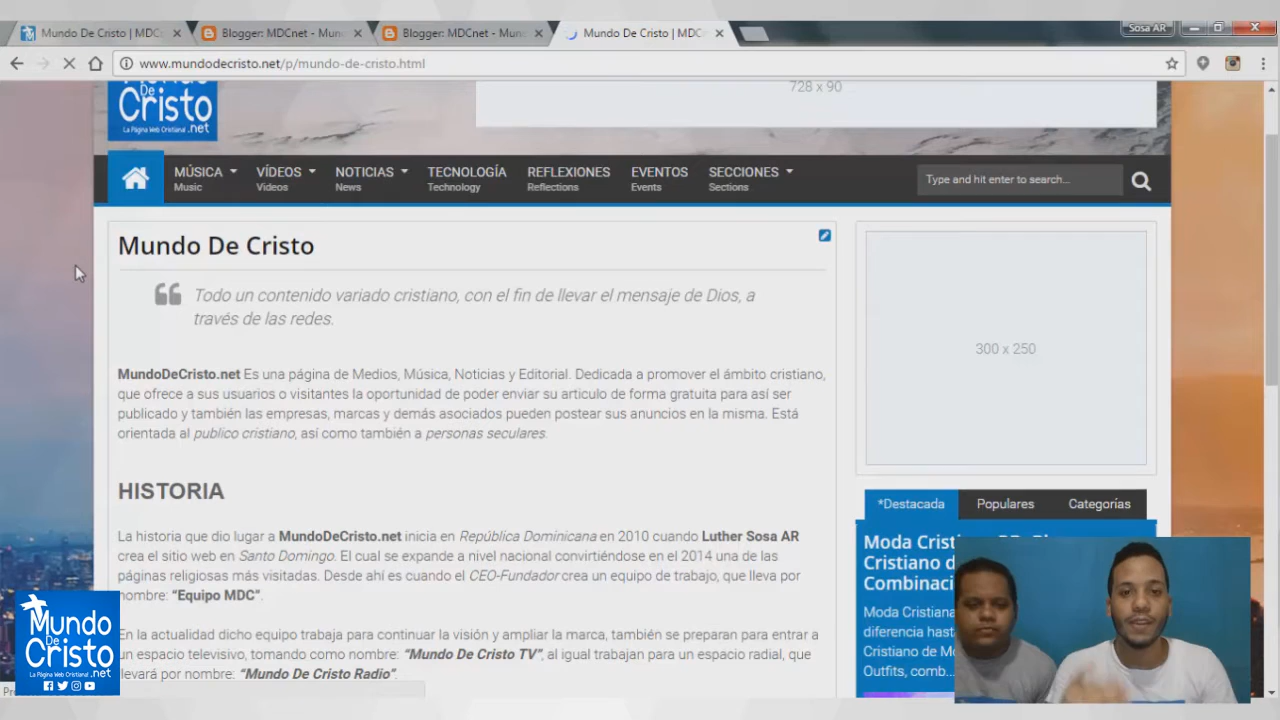 Mundo De Cristo | MDC
Blogger: MDCnet - Mun
Blogger: MDCnet - Mun
Mundo De Cristo | MDC
Sosa AR
www.mundodecristo.net/p/mundo-de-cristo.html
De
Cristo
La Página Web Cristiana! .net
728 x 90
MÚSICA VÍDEOS NOTICIAS TECNOLOGÍA REFLEXIONES EVENTOS SECCIONES
Music Videos News Technology Reflections Events Sections
Type and hit enter to search...
Mundo De Cristo
Todo un contenido variado cristiano, con el fin de llevar el mensaje de Dios, a
través de las redes.
MundoDeCristo.net Es una página de Medios, Música, Noticias y Editorial. Dedicada a promover el ámbito cristiano,
que ofrece a sus usuarios o visitantes la oportunidad de poder enviar su articulo de forma gratuita para así ser
publicado y también las empresas, marcas y demás asociados pueden postear sus anuncios en la misma. Está
orientada al publico cristiano, así como también a personas seculares.
HISTORIA
La historia que dio lugar a MundoDeCristo.net inicia en República Dominicana en 2010 cuando Luther Sosa AR
crea el sitio web en Santo Domingo. El cual se expande a nivel nacional convirtiéndose en el 2014 una de las
páginas religiosas más visitadas. Desde ahí es cuando el CEO-Fundador crea un equipo de trabajo, que lleva por
nombre: “Equipo MDC”.
En la actualidad dicho equipo trabaja para continuar la visión y ampliar la marca, también se preparan para entrar a
un espacio televisivo, tomando como nombre: “Mundo De Cristo TV”, al igual trabajan para un espacio radial, que
llevará por nombre: “Mundo De Cristo Radio”.
300 x 250
*Destacada Populares Categorías
Moda Crist
Cristiano d
Combinaci
Moda Cristiana
diferencia hast
Cristiano de Mo
Outfits, comb...
Mundo
De
Cristo
La Página Web Cristiana! .net